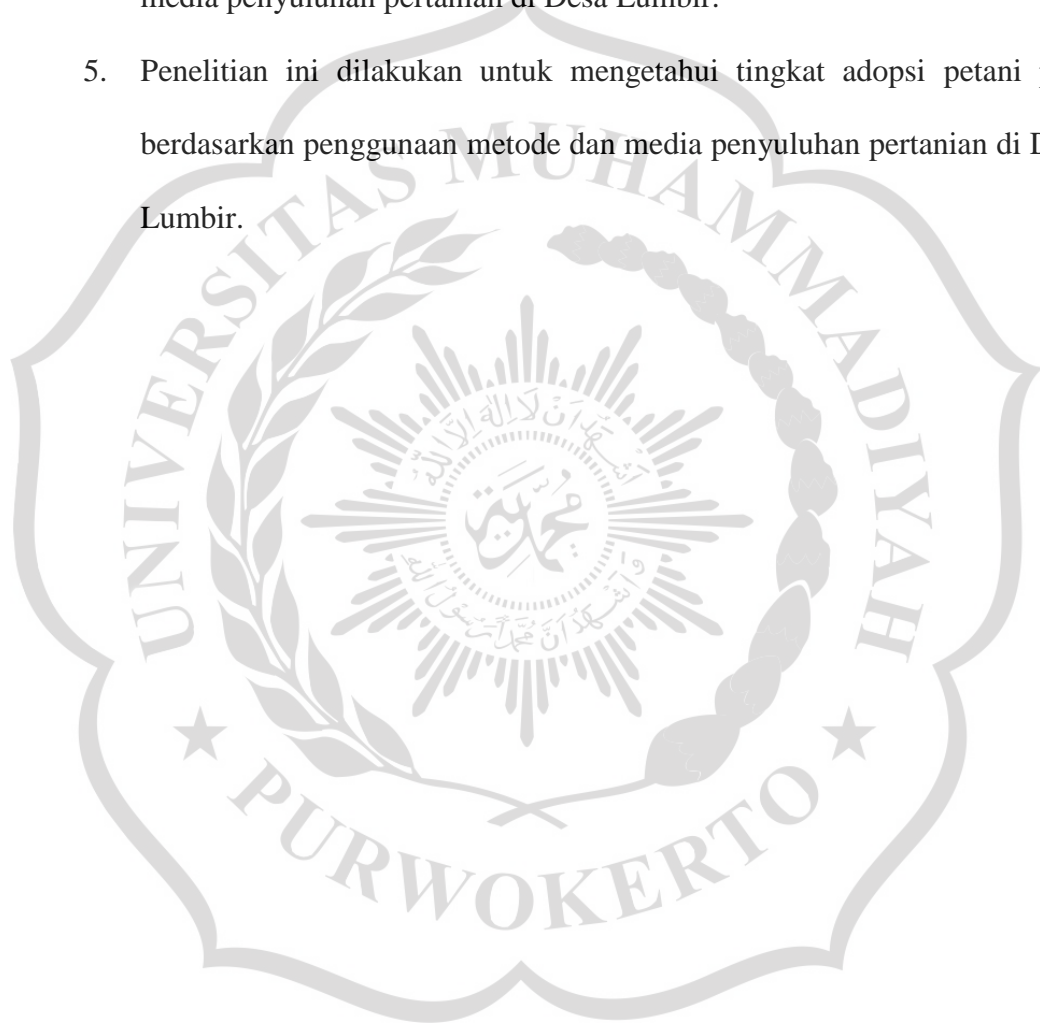 media penyuluhan pertanian di Desa Lumbir.
5. Penelitian ini dilakukan untuk mengetahui tingkat adopsi petani
berdasarkan penggunaan metode dan media penyuluhan pertanian di
Lumbir.
UNIVERSITAS MUHAMMADIYAH
PURWOKERTO